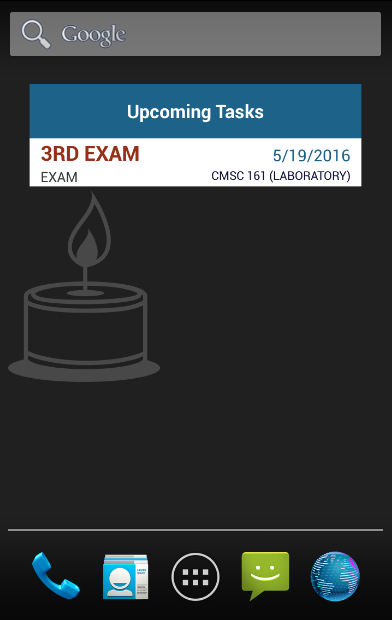 Google
Upcoming Tasks
3RD EXAM 5/19/2016
EXAM CMSC 161 (LABORATORY)